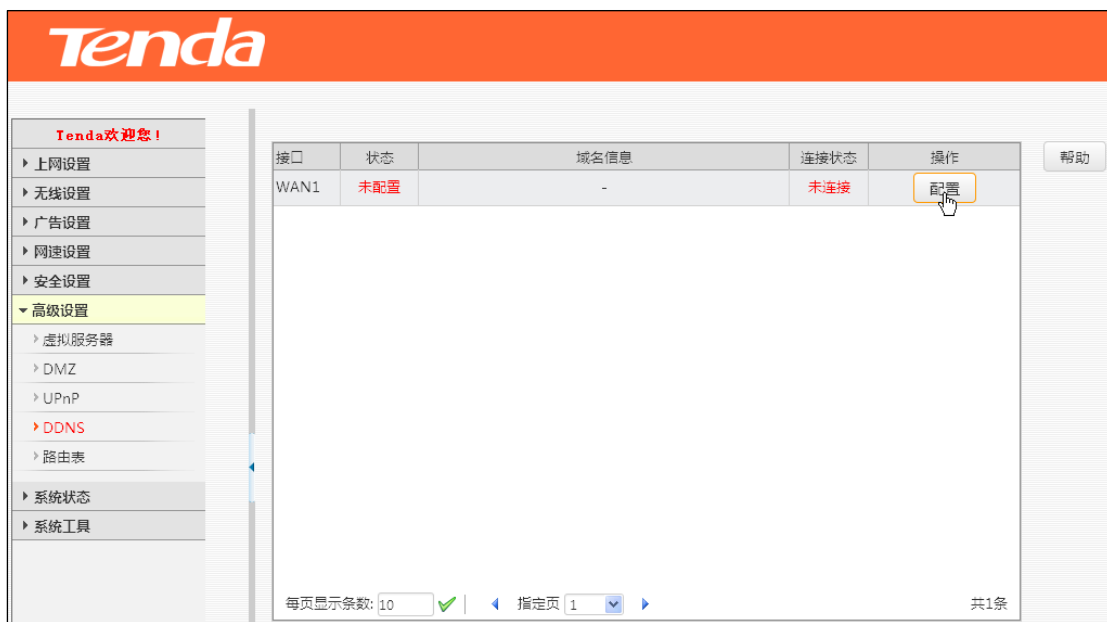 Tenda
Tenda欢迎您!
上网设置
无线设置
广告设置
网速设置
安全设置
高级设置
虚拟服务器
DMZ
UPnP
DDNS
路由表
系统状态
系统工具
接口 状态 域名信息 连接状态 操作
WAN1 未配置 - 未连接 配置
帮助
每页显示条数: 10 指定页 1 共1条